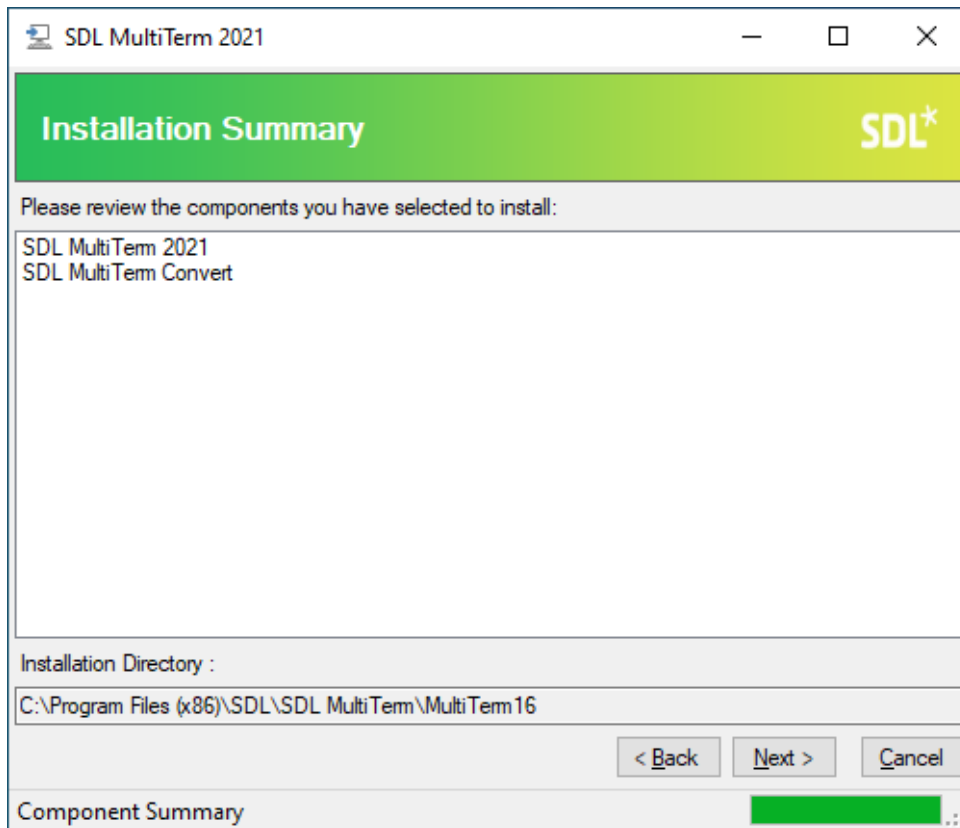 SDL MultiTerm 2021
Installation Summary
SDL*
Please review the components you have selected to install:
SDL MultiTerm 2021
SDL MultiTerm Convert
Installation Directory :
C:\Program Files (x86)\SDL\SDL MultiTerm\MultiTerm16
< Back Next > Cancel
Component Summary